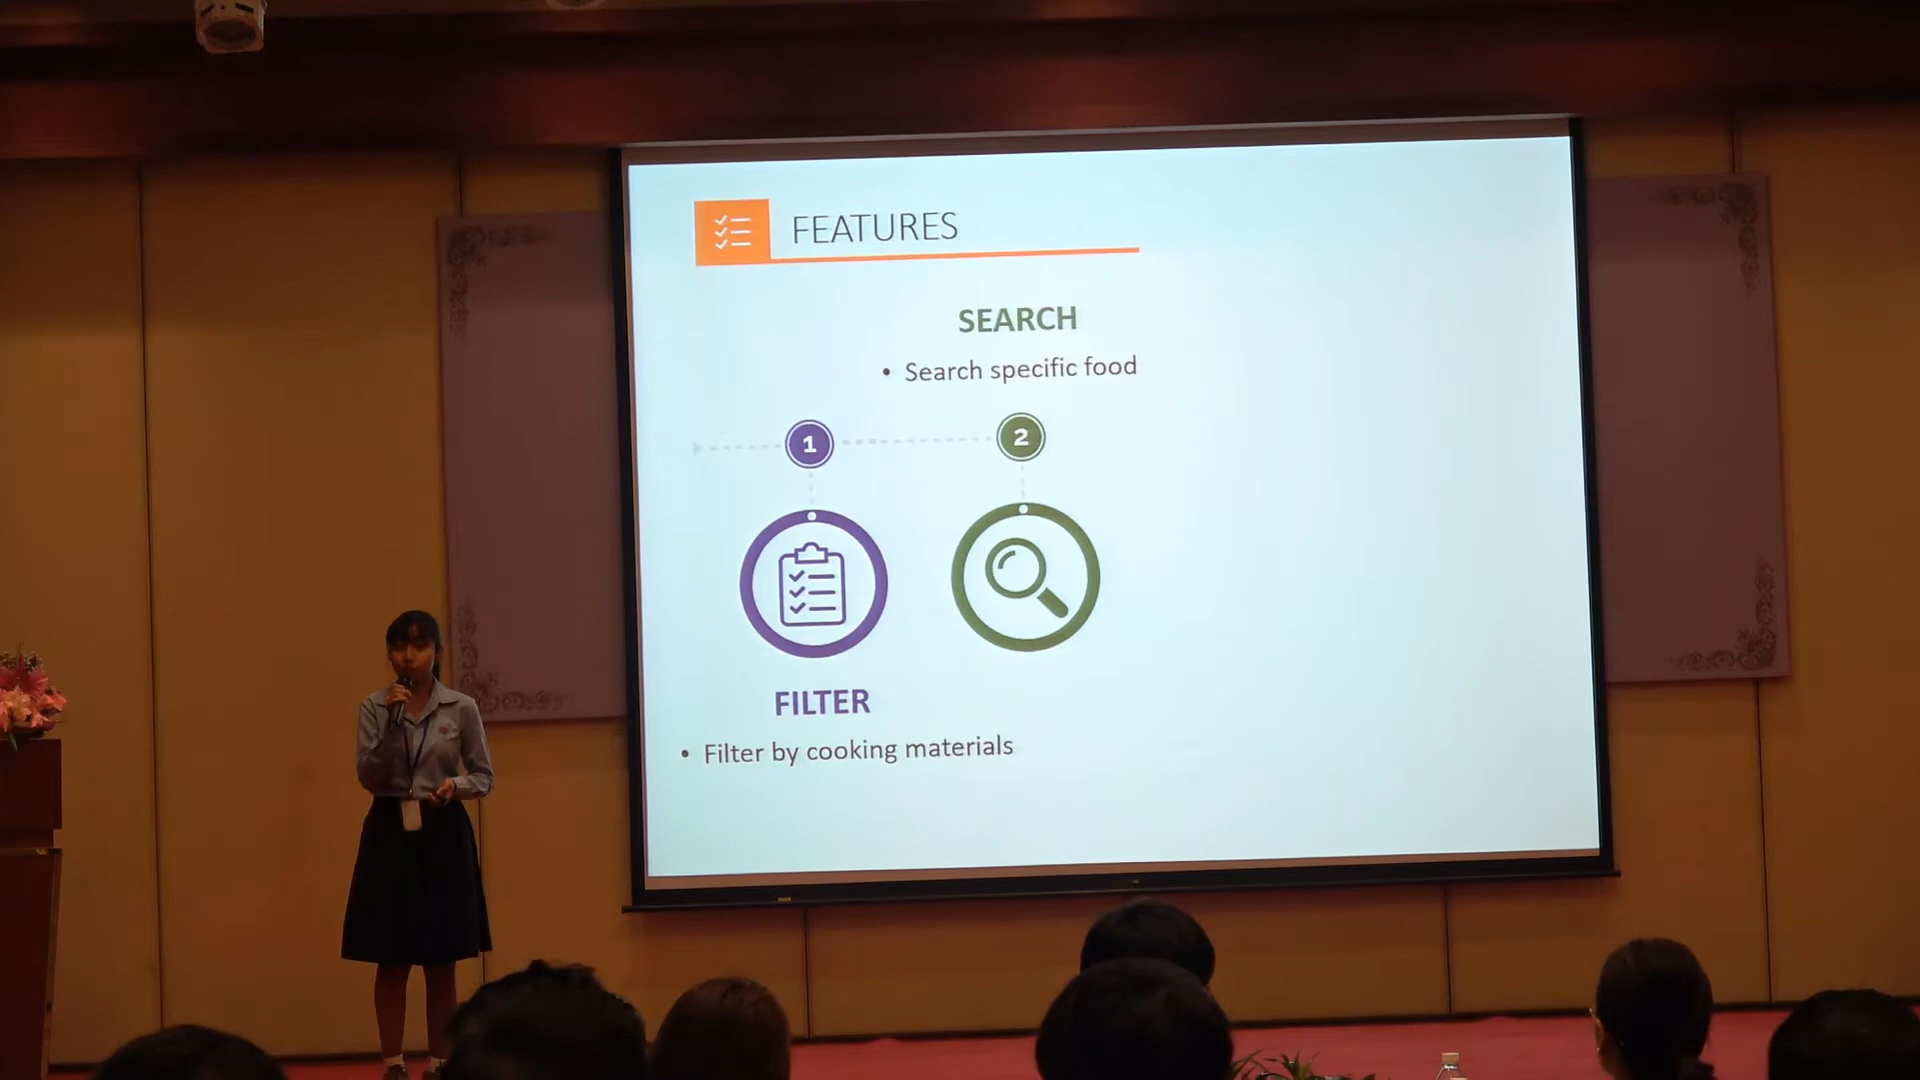 FEATURES
SEARCH
• Search specific food
1
2
FILTER
• Filter by cooking materials